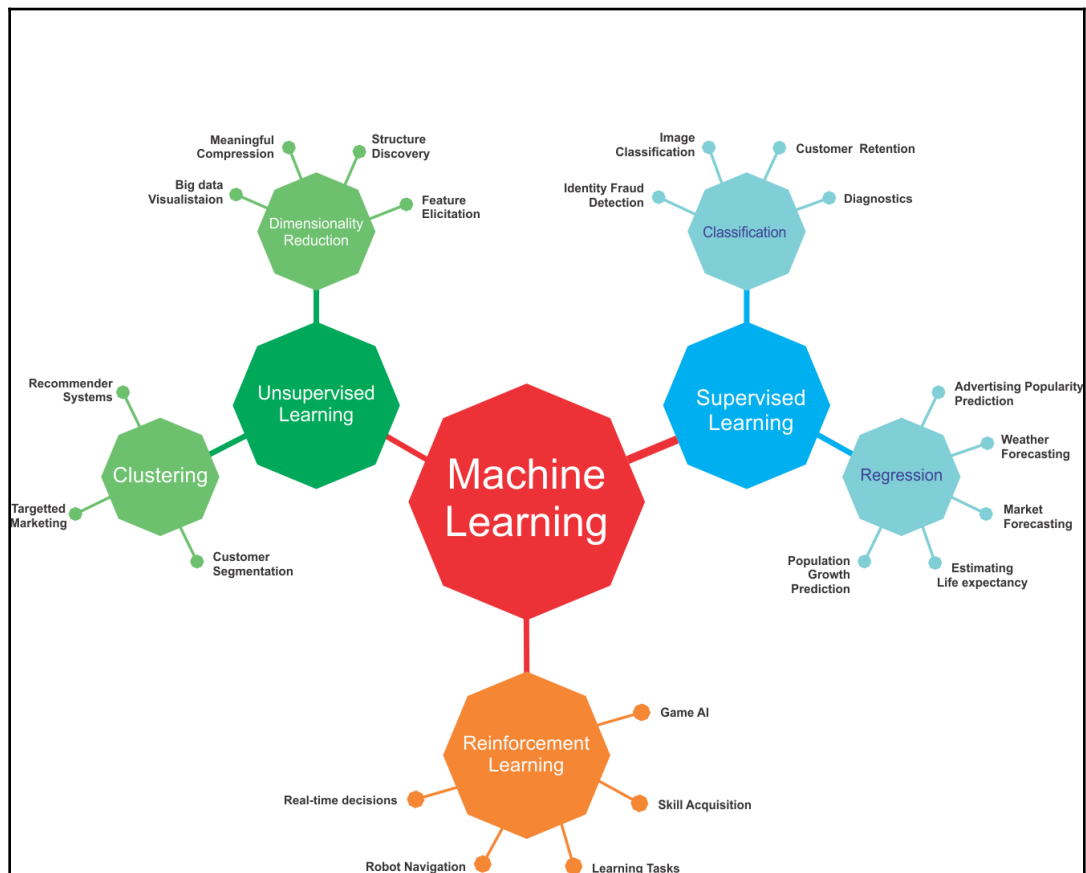 Meaningful
Compression
Structure
Discovery
Big data
Visualistaion
Feature
Elicitation
Dimensionality
Reduction
Image
Classification
Customer Retention
Identity Fraud
Detection
Diagnostics
Classification
Unsupervised
Learning
Supervised
Learning
Recommender
Systems
Clustering
Targetted
Marketing
Customer
Segmentation
Machine
Learning
Advertising Popularity
Prediction
Weather
Forecasting
Regression
Market
Forecasting
Population
Growth
Prediction
Estimating
Life expectancy
Reinforcement
Learning
Game AI
Real-time decisions
Skill Acquisition
Robot Navigation
Learning Tasks